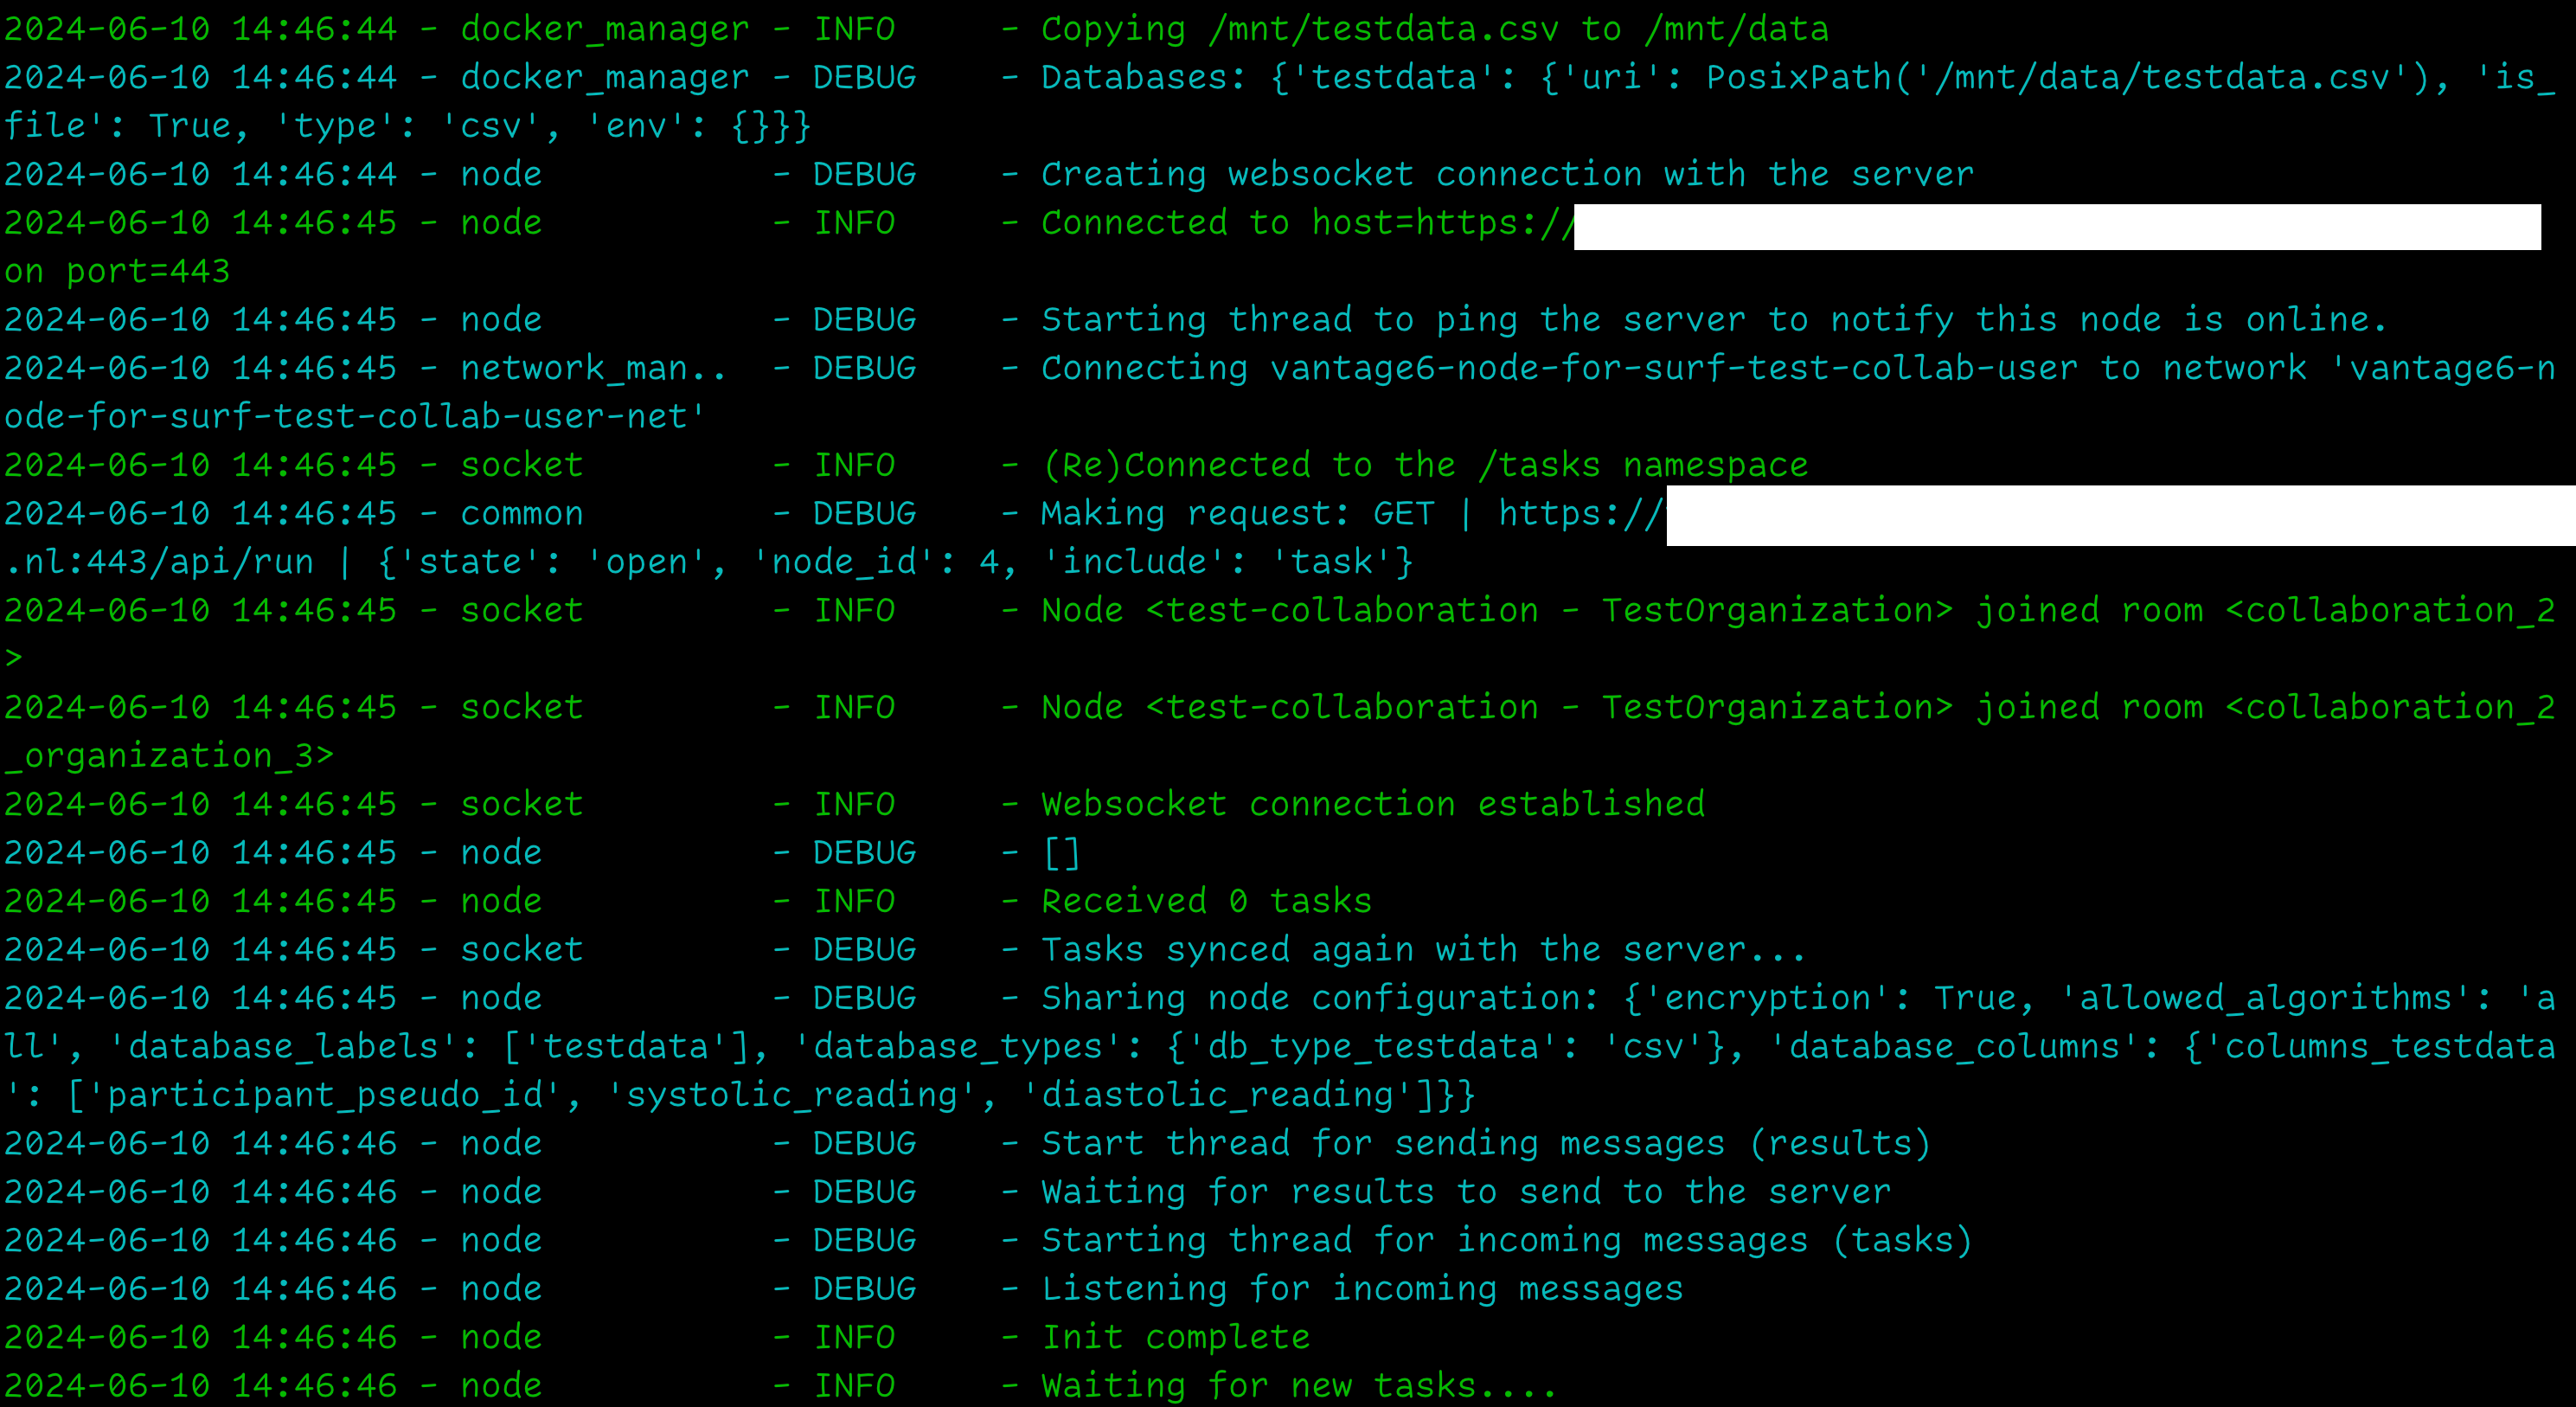 2024-06-10 14:46:44 - docker_manager - INFO     - Copying /mnt/testdata.csv to /mnt/data
2024-06-10 14:46:44 - docker_manager - DEBUG    - Databases: {'testdata': {'uri': PosixPath('/mnt/data/testdata.csv'), 'is_
file': True, 'type': 'csv', 'env': {}}}
2024-06-10 14:46:44 - node           - DEBUG    - Creating websocket connection with the server
2024-06-10 14:46:45 - node           - INFO     - Connected to host=https://
on port=443
2024-06-10 14:46:45 - node           - DEBUG    - Starting thread to ping the server to notify this node is online.
2024-06-10 14:46:45 - network_man..  - DEBUG    - Connecting vantage6-node-for-surf-test-collab-user to network 'vantage6-n
ode-for-surf-test-collab-user-net'
2024-06-10 14:46:45 - socket         - INFO     - (Re)Connected to the /tasks namespace
2024-06-10 14:46:45 - common         - DEBUG    - Making request: GET | https://
.nl:443/api/run | {'state': 'open', 'node_id': 4, 'include': 'task'}
2024-06-10 14:46:45 - socket         - INFO     - Node <test-collaboration - TestOrganization> joined room <collaboration_2
>
2024-06-10 14:46:45 - socket         - INFO     - Node <test-collaboration - TestOrganization> joined room <collaboration_2
_organization_3>
2024-06-10 14:46:45 - socket         - INFO     - Websocket connection established
2024-06-10 14:46:45 - node           - DEBUG    - []
2024-06-10 14:46:45 - node           - INFO     - Received 0 tasks
2024-06-10 14:46:45 - socket         - DEBUG    - Tasks synced again with the server...
2024-06-10 14:46:45 - node           - DEBUG    - Sharing node configuration: {'encryption': True, 'allowed_algorithms': 'a
ll', 'database_labels': ['testdata'], 'database_types': {'db_type_testdata': 'csv'}, 'database_columns': {'columns_testdata
': ['participant_pseudo_id', 'systolic_reading', 'diastolic_reading']}}
2024-06-10 14:46:46 - node           - DEBUG    - Start thread for sending messages (results)
2024-06-10 14:46:46 - node           - DEBUG    - Waiting for results to send to the server
2024-06-10 14:46:46 - node           - DEBUG    - Starting thread for incoming messages (tasks)
2024-06-10 14:46:46 - node           - DEBUG    - Listening for incoming messages
2024-06-10 14:46:46 - node           - INFO     - Init complete
2024-06-10 14:46:46 - node           - INFO     - Waiting for new tasks....